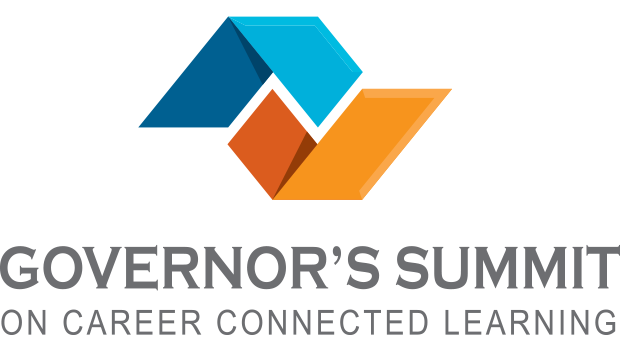 GOVERNOR’S SUMMIT
ON CAREER CONNECTED LEARNING